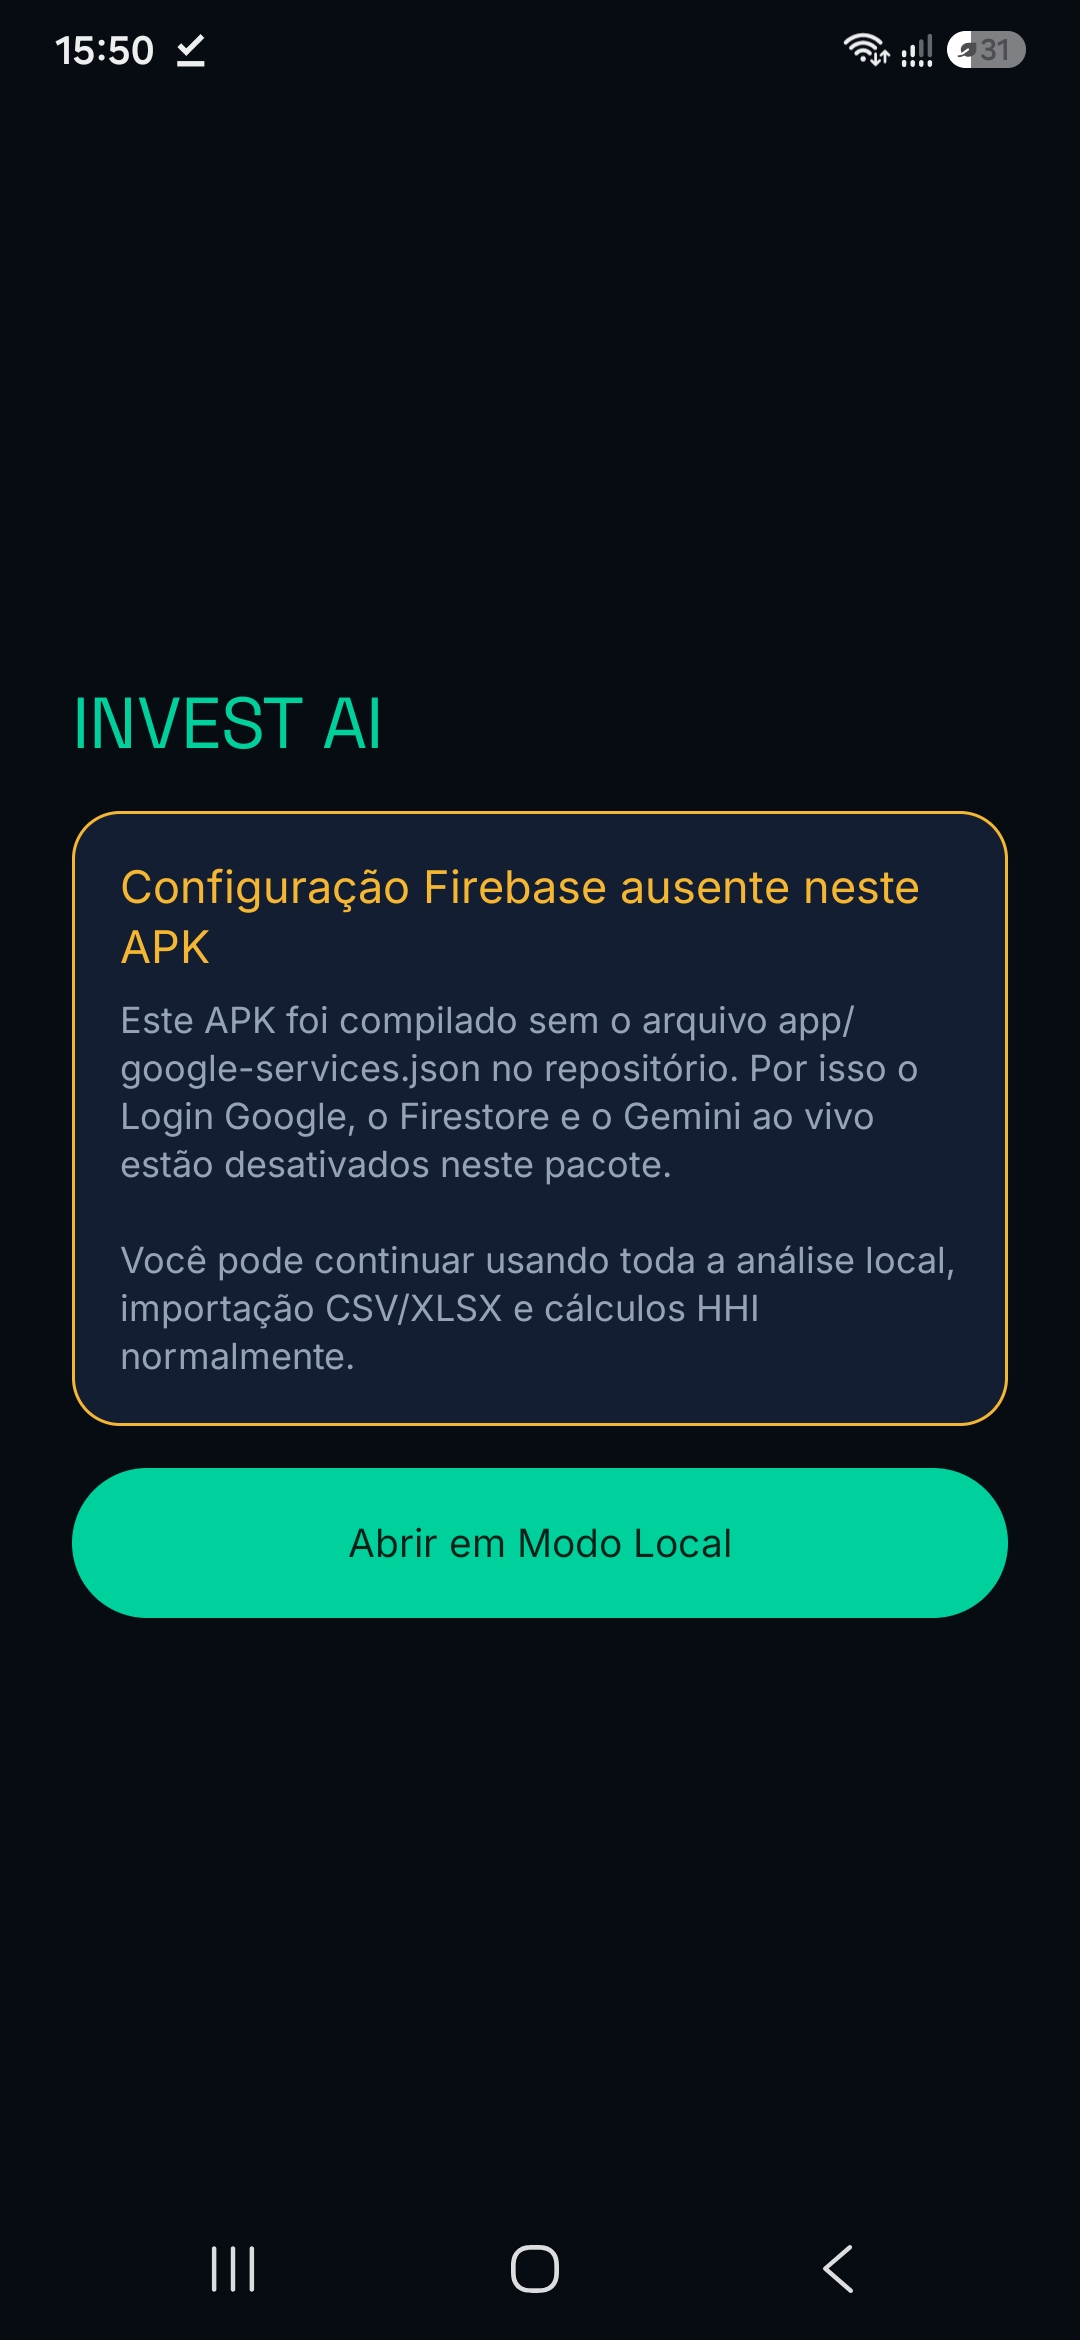 15:50
31
INVEST AI
Configuração Firebase ausente neste
APK
Este APK foi compilado sem o arquivo app/
google-services.json no repositório. Por isso o
Login Google, o Firestore e o Gemini ao vivo
estão desativados neste pacote.
Você pode continuar usando toda a análise local,
importação CSV/XLSX e cálculos HHI
normalmente.
Abrir em Modo Local